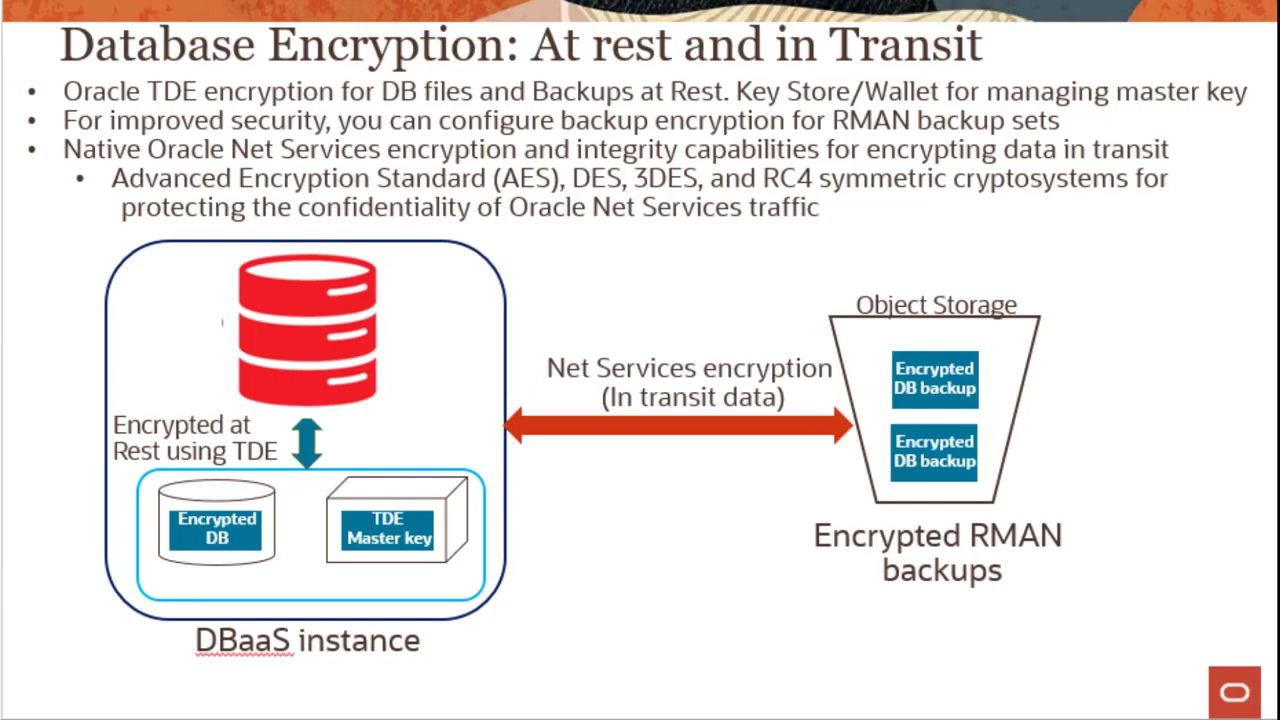 Database Encryption: At rest and in Transit
• Oracle TDE encryption for DB files and Backups at Rest. Key Store/Wallet for managing master key
• For improved security, you can configure backup encryption for RMAN backup sets
• Native Oracle Net Services encryption and integrity capabilities for encrypting data in transit
• Advanced Encryption Standard (AES), DES, 3DES, and RC4 symmetric cryptosystems for
protecting the confidentiality of Oracle Net Services traffic
Encrypted at
Rest using TDE
Encrypted
DB
TDE
Master key
DBaaS instance
Net Services encryption
(In transit data)
Object Storage
Encrypted
DB backup
Encrypted
DB backup
Encrypted RMAN
backups